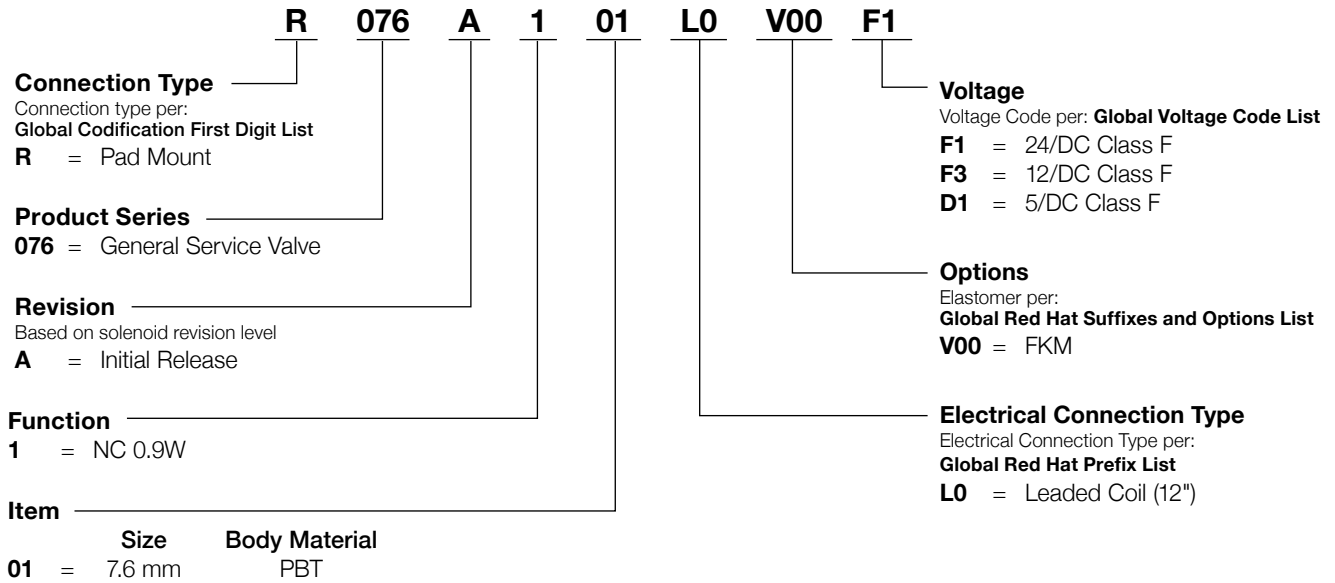 R 076 A 1 01 L0 V00 F1
Connection Type
Connection type per:
Global Codification First Digit List
R = Pad Mount
Product Series
076 = General Service Valve
Revision
Based on solenoid revision level
A = Initial Release
Function
1 = NC 0.9W
Item
Size Body Material
01 = 7.6 mm PBT
Voltage
Voltage Code per: Global Voltage Code List
F1 = 24/DC Class F
F3 = 12/DC Class F
D1 = 5/DC Class F
Options
Elastomer per:
Global Red Hat Suffixes and Options List
V00 = FKM
Electrical Connection Type
Electrical Connection Type per:
Global Red Hat Prefix List
L0 = Leaded Coil (12")